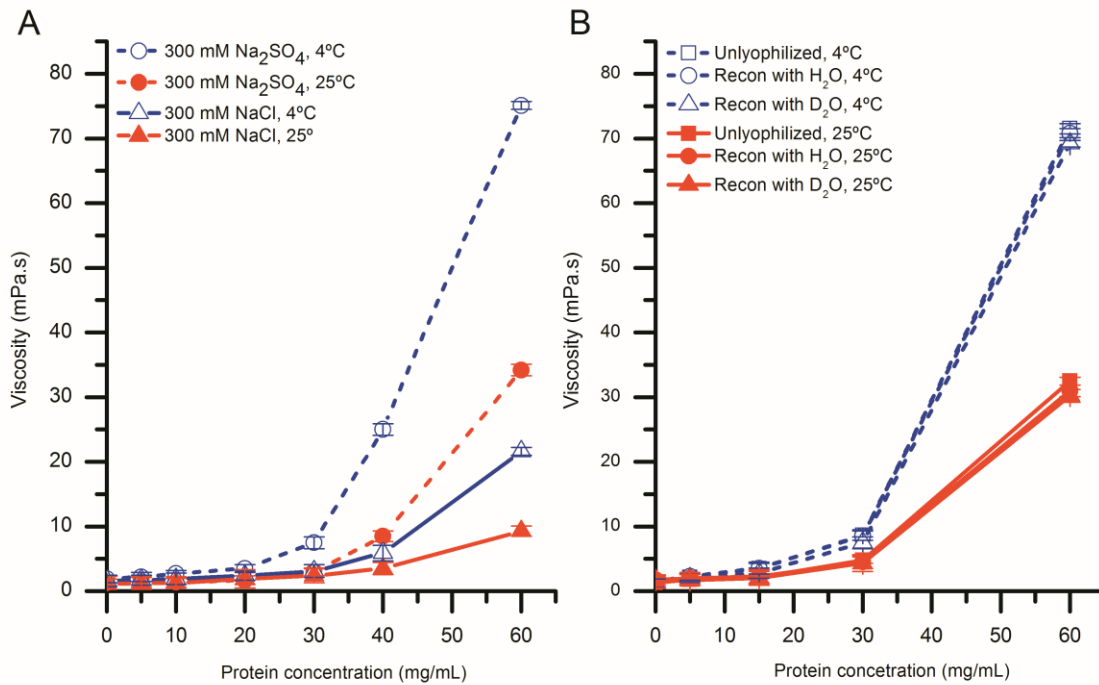 A
300 mM Na₂SO₄, 4ºC
300 mM Na₂SO₄, 25ºC
300 mM NaCl, 4ºC
300 mM NaCl, 25º
80
70
60
50
40
30
20
10
0
Viscosity (mPa.s)
0 10 20 30 40 50 60
Protein concentration (mg/mL)
B
Unlyophilized, 4ºC
Recon with H₂O, 4ºC
Recon with D₂O, 4ºC
Unlyophilized, 25ºC
Recon with H₂O, 25ºC
Recon with D₂O, 25ºC
80
70
60
50
40
30
20
10
0
Viscosity (mPa.s)
0 10 20 30 40 50 60
Protein concetration (mg/mL)